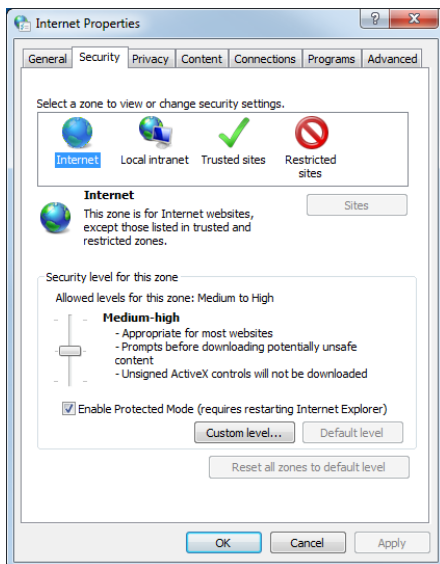 Internet Properties
General Security Privacy Content Connections Programs Advanced
Select a zone to view or change security settings.
Internet Local intranet Trusted sites Restricted
sites
Internet
Sites
This zone is for Internet websites,
except those listed in trusted and
restricted zones.
Security level for this zone
Allowed levels for this zone: Medium to High
Medium-high
- Appropriate for most websites
- Prompts before downloading potentially unsafe
content
- Unsigned ActiveX controls will not be downloaded
Enable Protected Mode (requires restarting Internet Explorer)
Custom level... Default level
Reset all zones to default level
OK Cancel Apply